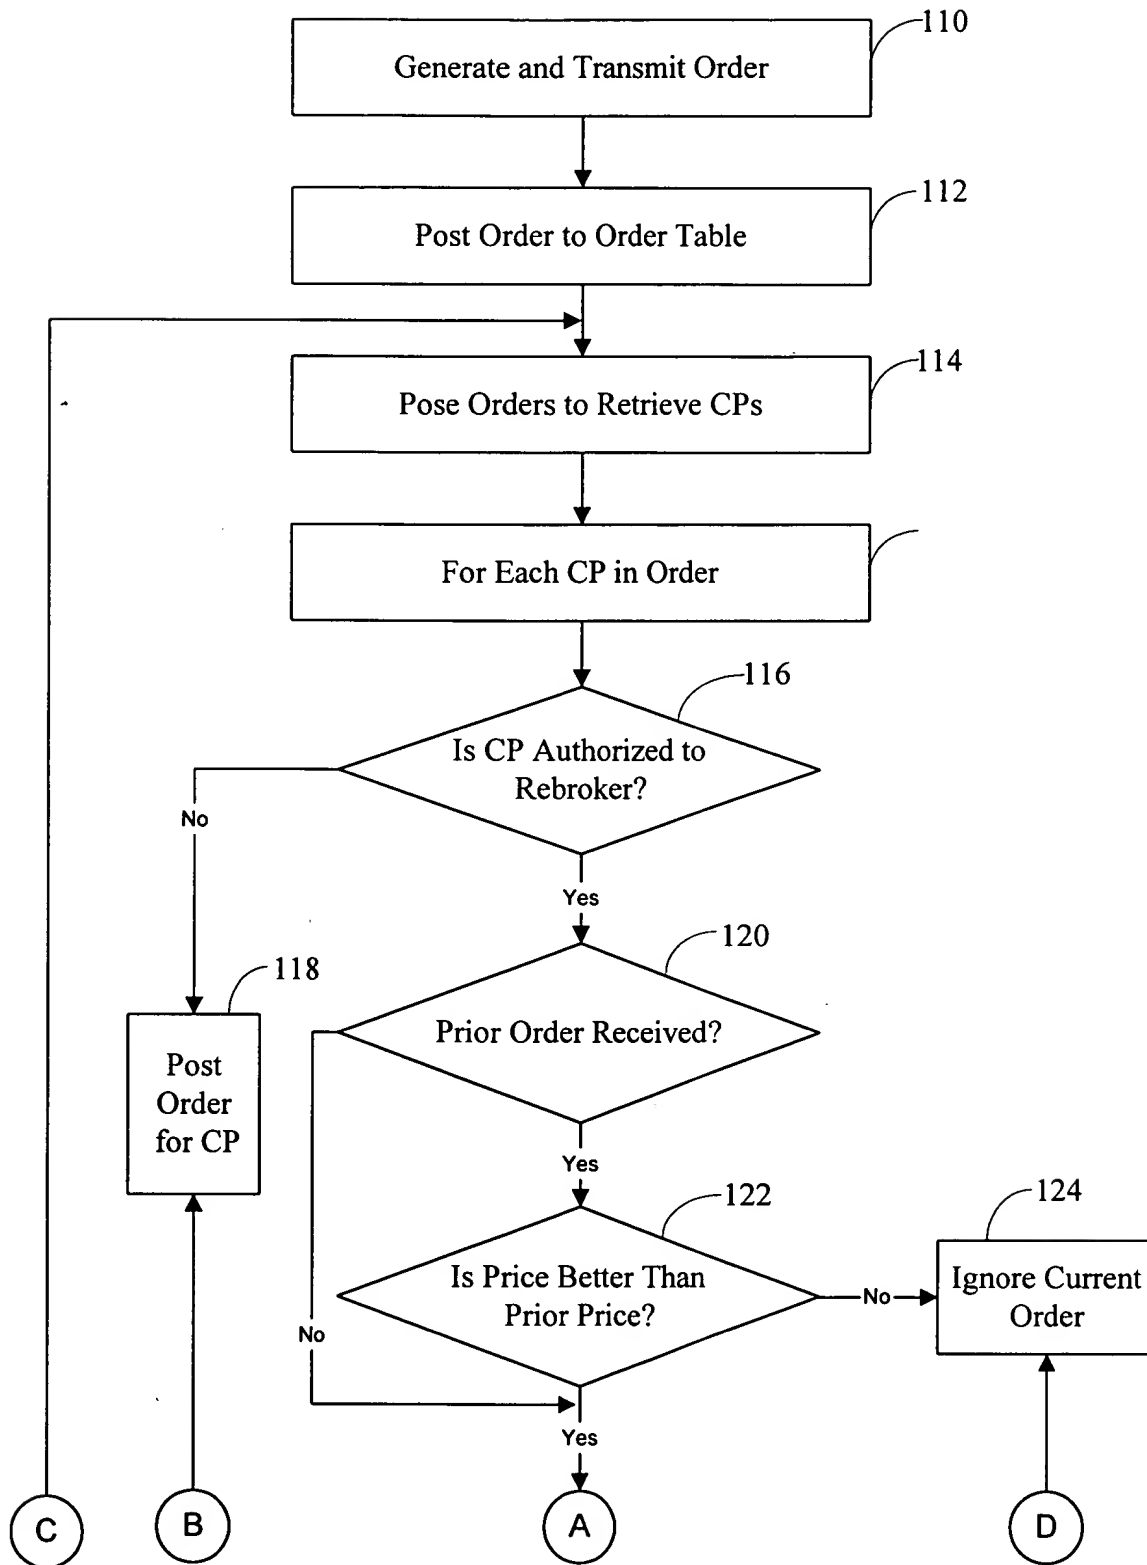 110
Generate and Transmit Order
112
Post Order to Order Table
114
Pose Orders to Retrieve CPs
For Each CP in Order
116
Is CP Authorized to
Rebroker?
No
Yes
120
118
Prior Order Received?
Post
Order
for CP
Yes
122
124
Is Price Better Than
Prior Price?
No
Ignore Current
Order
No
Yes
C
B
A
D